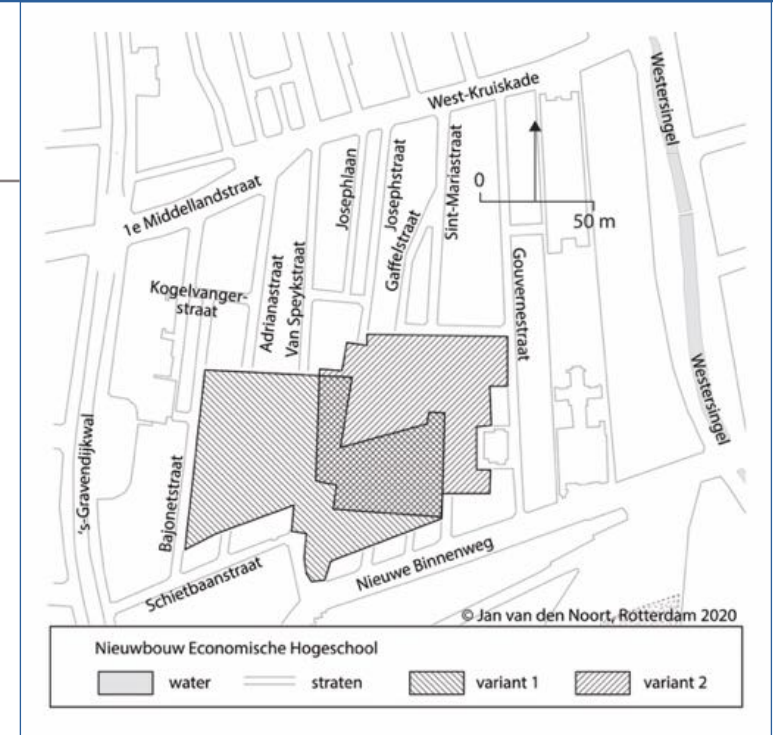 West-Kruiskade
Westersingel
1e Middellandstraat
Josephlaan
Josephstraat
Gaffelstraat
Sint-Mariastraat
0
50 m
Kogelvanger-
straat
Adrianastraat
Van Speykstraat
Gouvernestraat
Westersingel
's-Gravendijkwal
Bajonetstraat
Schietbaanstraat
Nieuwe Binnenweg
© Jan van den Noort, Rotterdam 2020
Nieuwbouw Economische Hogeschool
water
straten
variant 1
variant 2